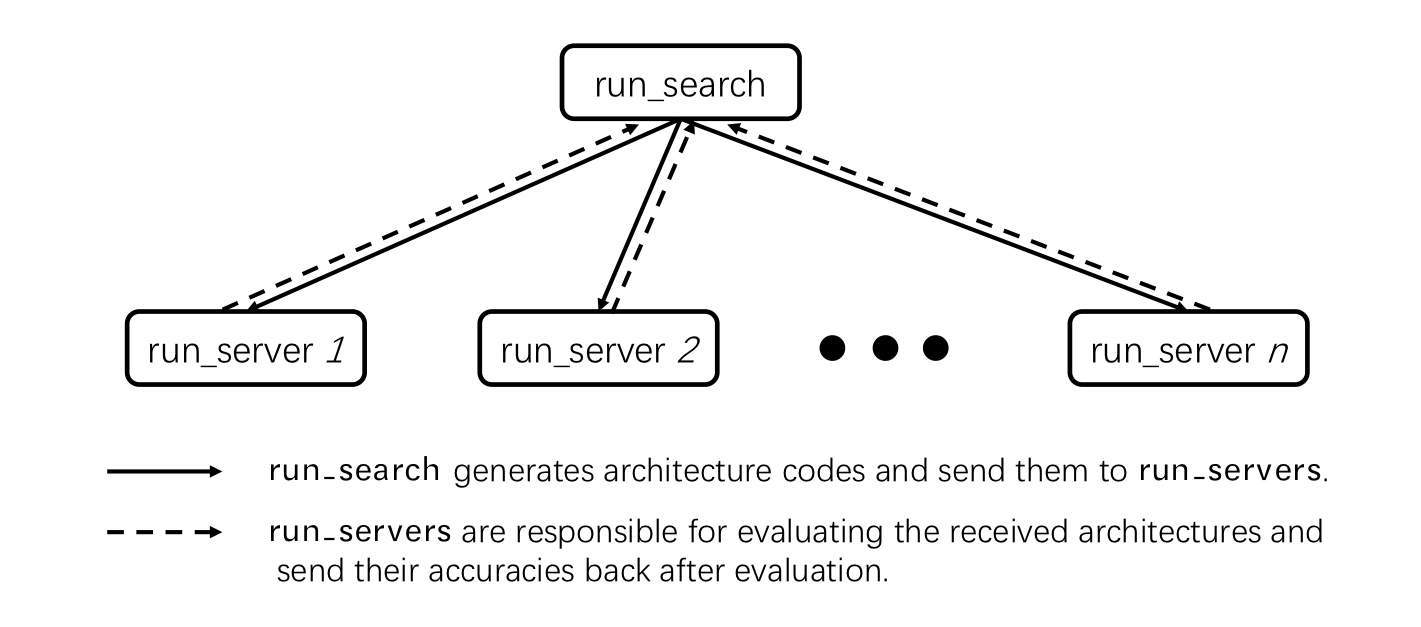 run_search
run_server 1
run_server 2
run_server n
run_search generates architecture codes and send them to run_servers.
run_servers are responsible for evaluating the received architectures and
send their accuracies back after evaluation.